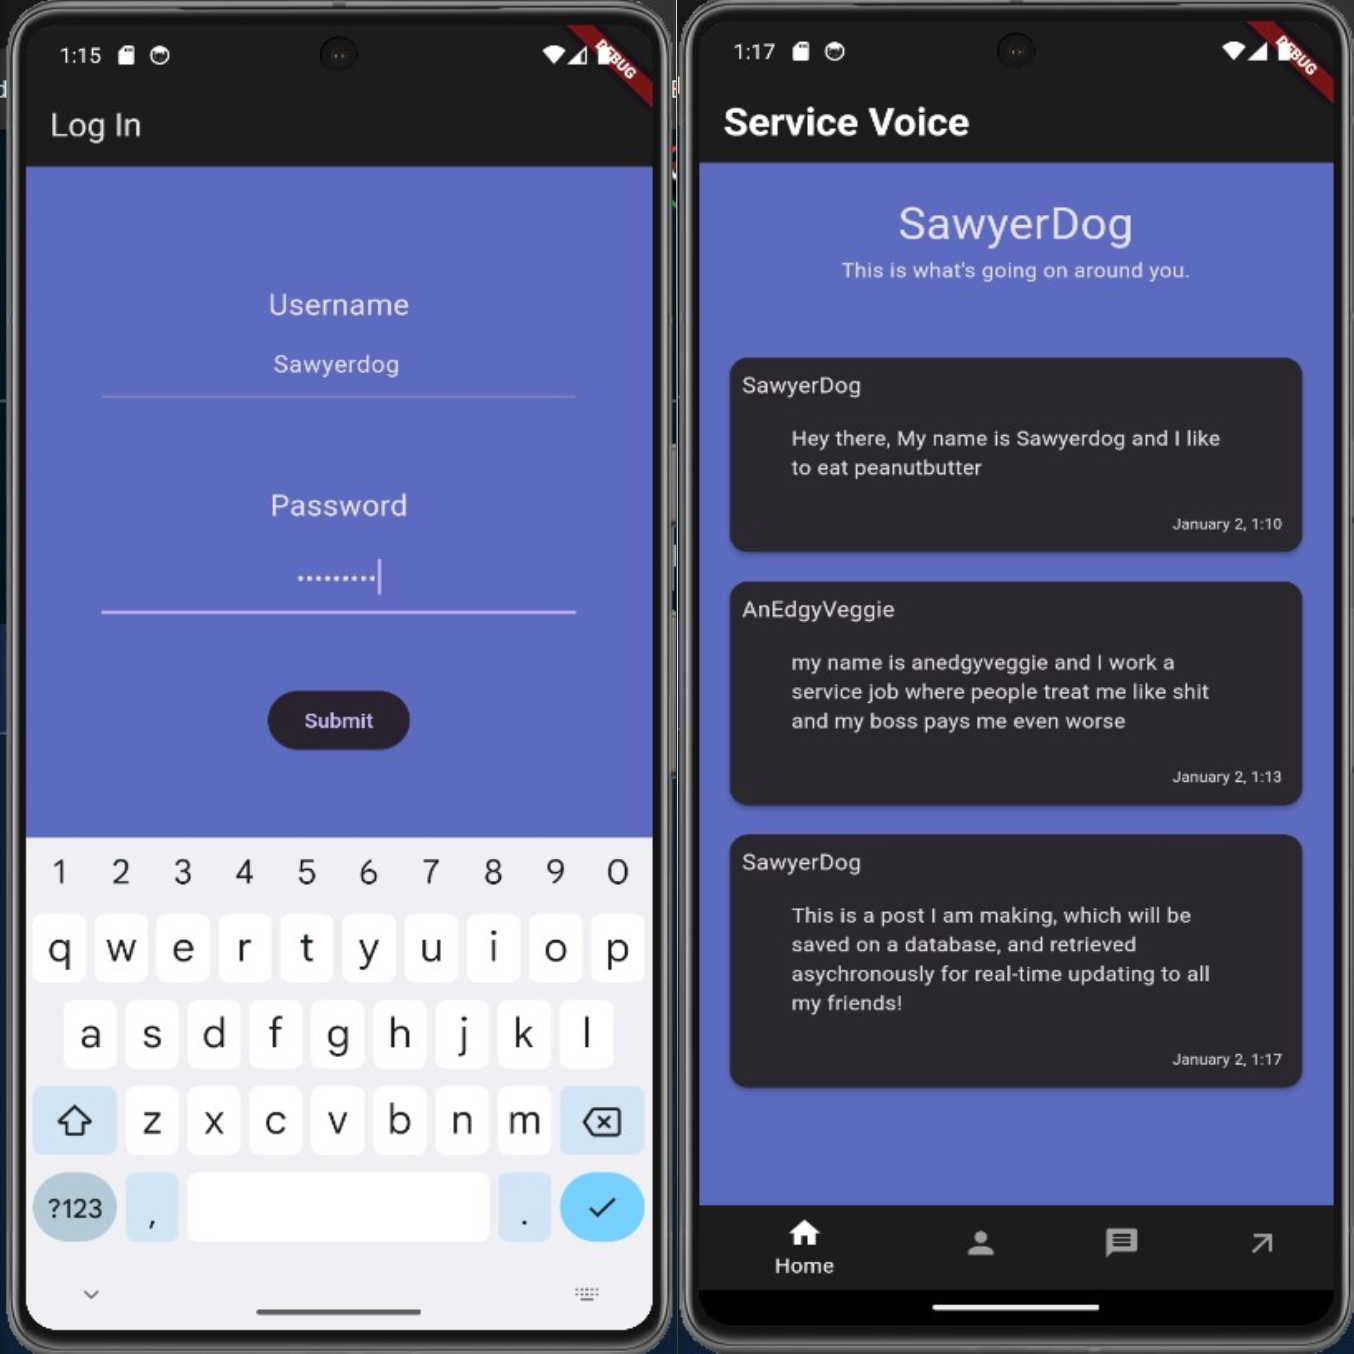 1:15
DEBUG
Log In
Username
Sawyerdog
Password
•••••••••
Submit
1 2 3 4 5 6 7 8 9 0
q w e r t y u i o p
a s d f g h j k l
z x c v b n m
?123 , .
1:17
DEBUG
Service Voice
SawyerDog
This is what's going on around you.
SawyerDog
Hey there, My name is Sawyerdog and I like
to eat peanutbutter
January 2, 1:10
AnEdgyVeggie
my name is anedgyveggie and I work a
service job where people treat me like shit
and my boss pays me even worse
January 2, 1:13
SawyerDog
This is a post I am making, which will be
saved on a database, and retrieved
asychronously for real-time updating to all
my friends!
January 2, 1:17
Home